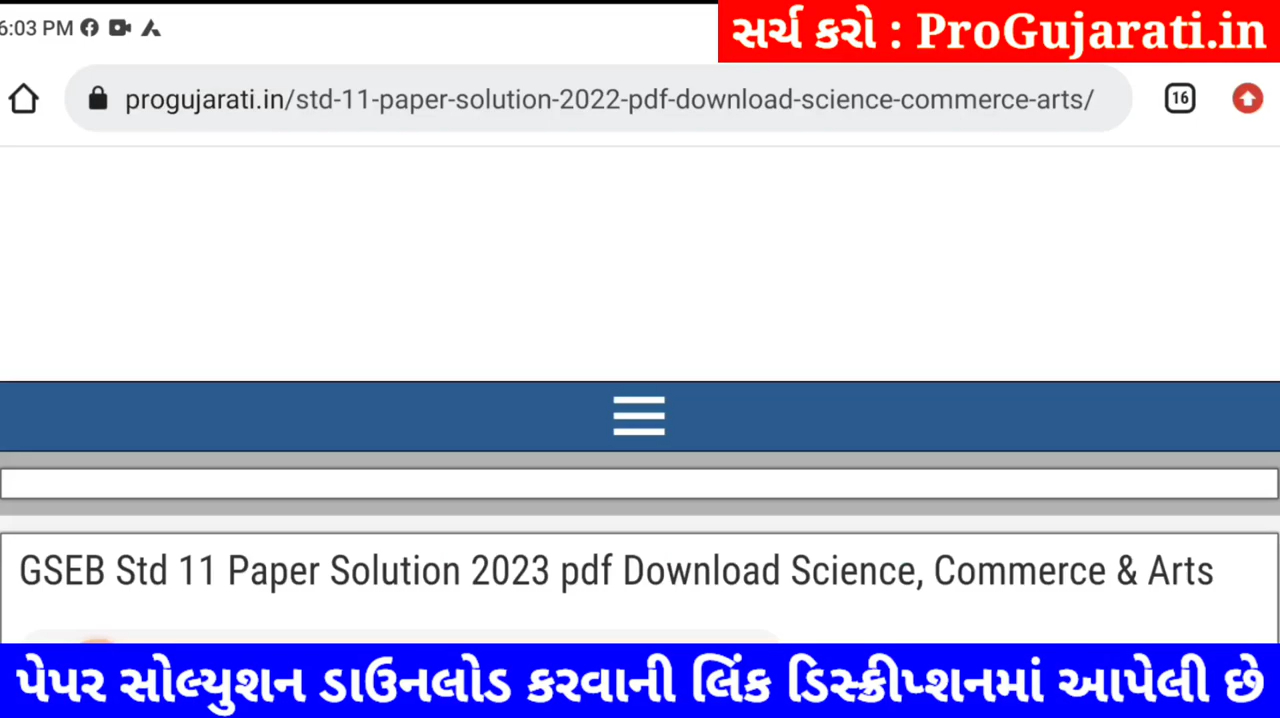 સર્ચ કરો : ProGujarati.in
6:03 PM
progujarati.in/std-11-paper-solution-2022-pdf-download-science-commerce-arts/
16
GSEB Std 11 Paper Solution 2023 pdf Download Science, Commerce & Arts
પેપર સોલ્યુશન ડાઉનલોડ કરવાની લિંક ડિસ્ક્રીપ્શનમાં આપેલી છે